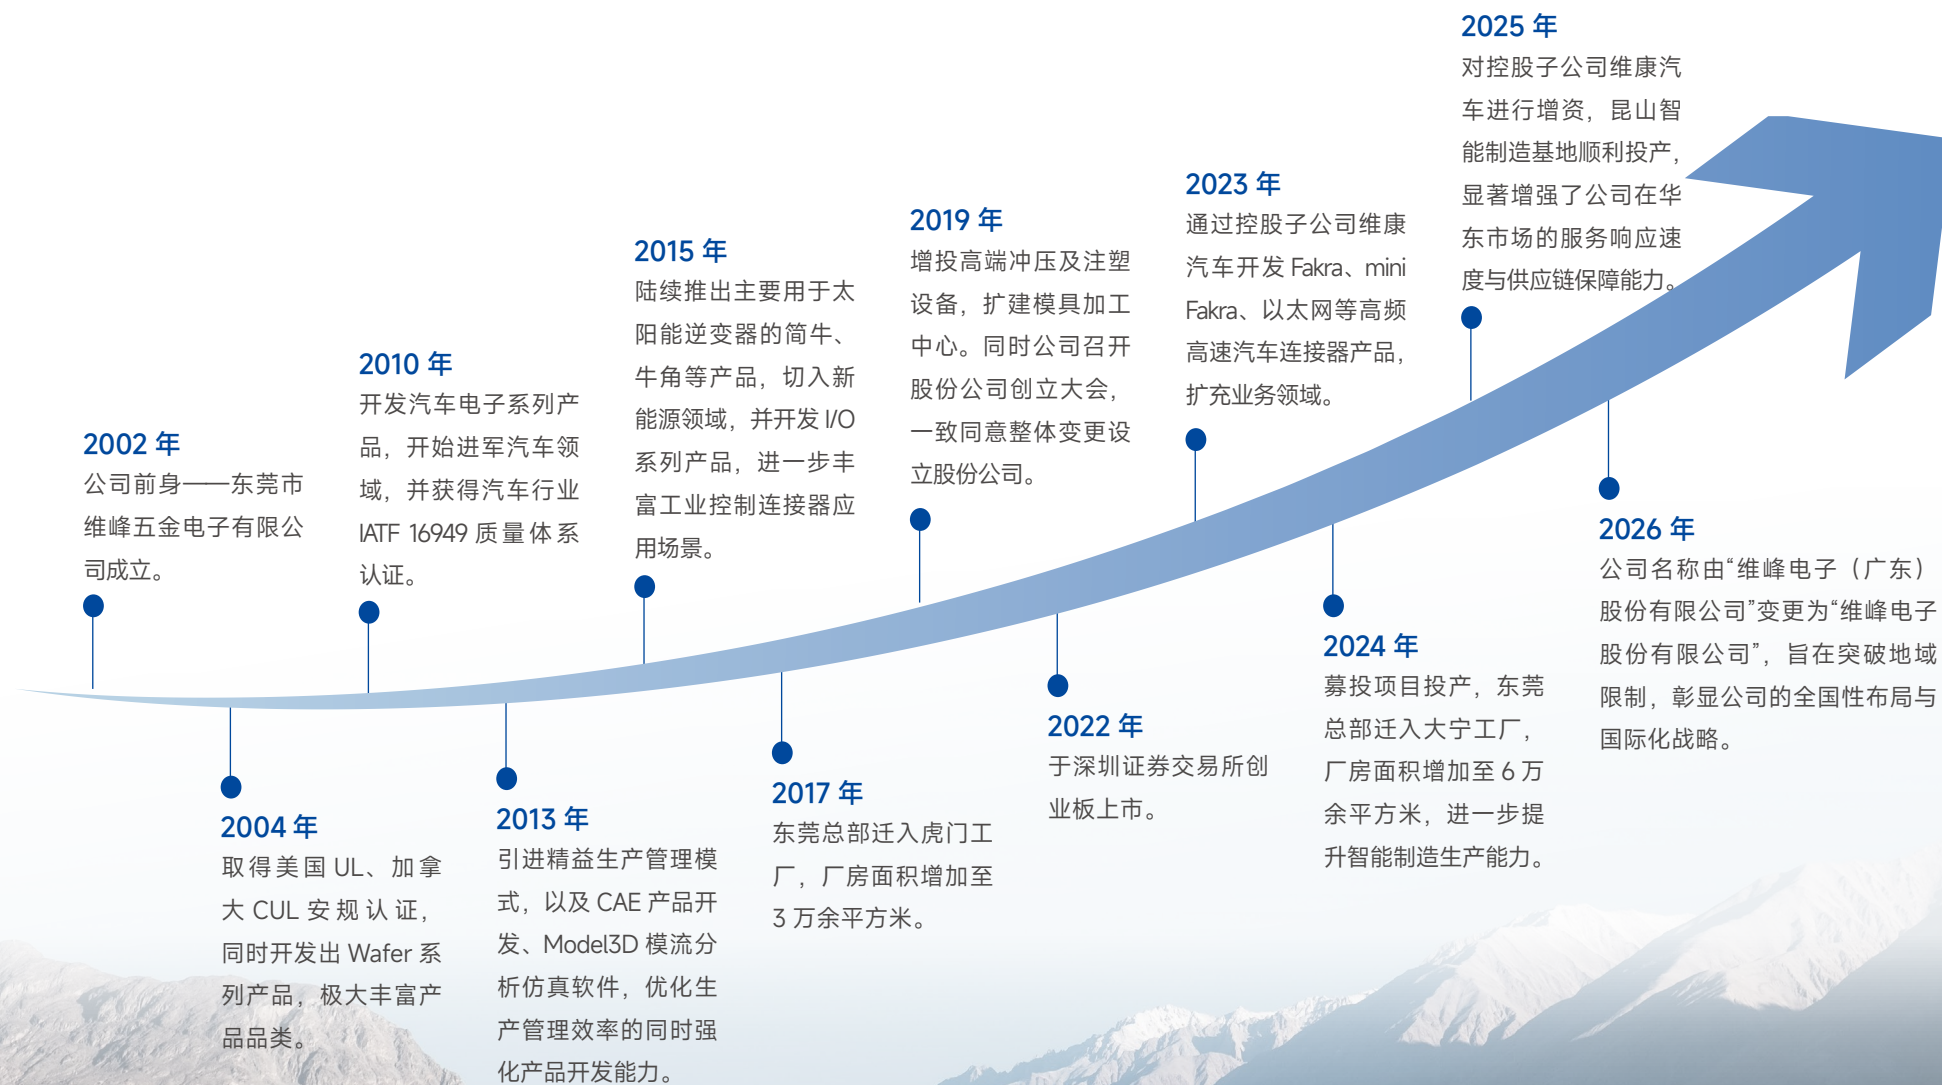 2002 年
公司前身——东莞市
维峰五金电子有限公
司成立。
2004 年
取得美国 UL、加拿
大 CUL 安规认证，
同时开发出 Wafer 系
列产品，极大丰富产
品品类。
2010 年
开发汽车电子系列产
品，开始进军汽车领
域，并获得汽车行业
IATF 16949 质量体系
认证。
2013 年
引进精益生产管理模
式，以及 CAE 产品开
发、Model3D 模流分
析仿真软件，优化生
产管理效率的同时强
化产品开发能力。
2015 年
陆续推出主要用于太
阳能逆变器的简牛、
牛角等产品，切入新
能源领域，并开发 I/O
系列产品，进一步丰
富工业控制连接器应
用场景。
2017 年
东莞总部迁入虎门工
厂，厂房面积增加至
3 万余平方米。
2019 年
增投高端冲压及注塑
设备，扩建模具加工
中心。同时公司召开
股份公司创立大会，
一致同意整体变更设
立股份公司。
2022 年
于深圳证券交易所创
业板上市。
2023 年
通过控股子公司维康
汽车开发 Fakra、mini
Fakra、以太网等高频
高速汽车连接器产品，
扩充业务领域。
2024 年
募投项目投产，东莞
总部迁入大宁工厂，
厂房面积增加至 6 万
余平方米，进一步提
升智能制造生产能力。
2025 年
对控股子公司维康汽
车进行增资，昆山智
能制造基地顺利投产，
显著增强了公司在华
东市场的服务响应速
度与供应链保障能力。
2026 年
公司名称由“维峰电子（广东）
股份有限公司”变更为“维峰电子
股份有限公司”，旨在突破地域
限制，彰显公司的全国性布局与
国际化战略。